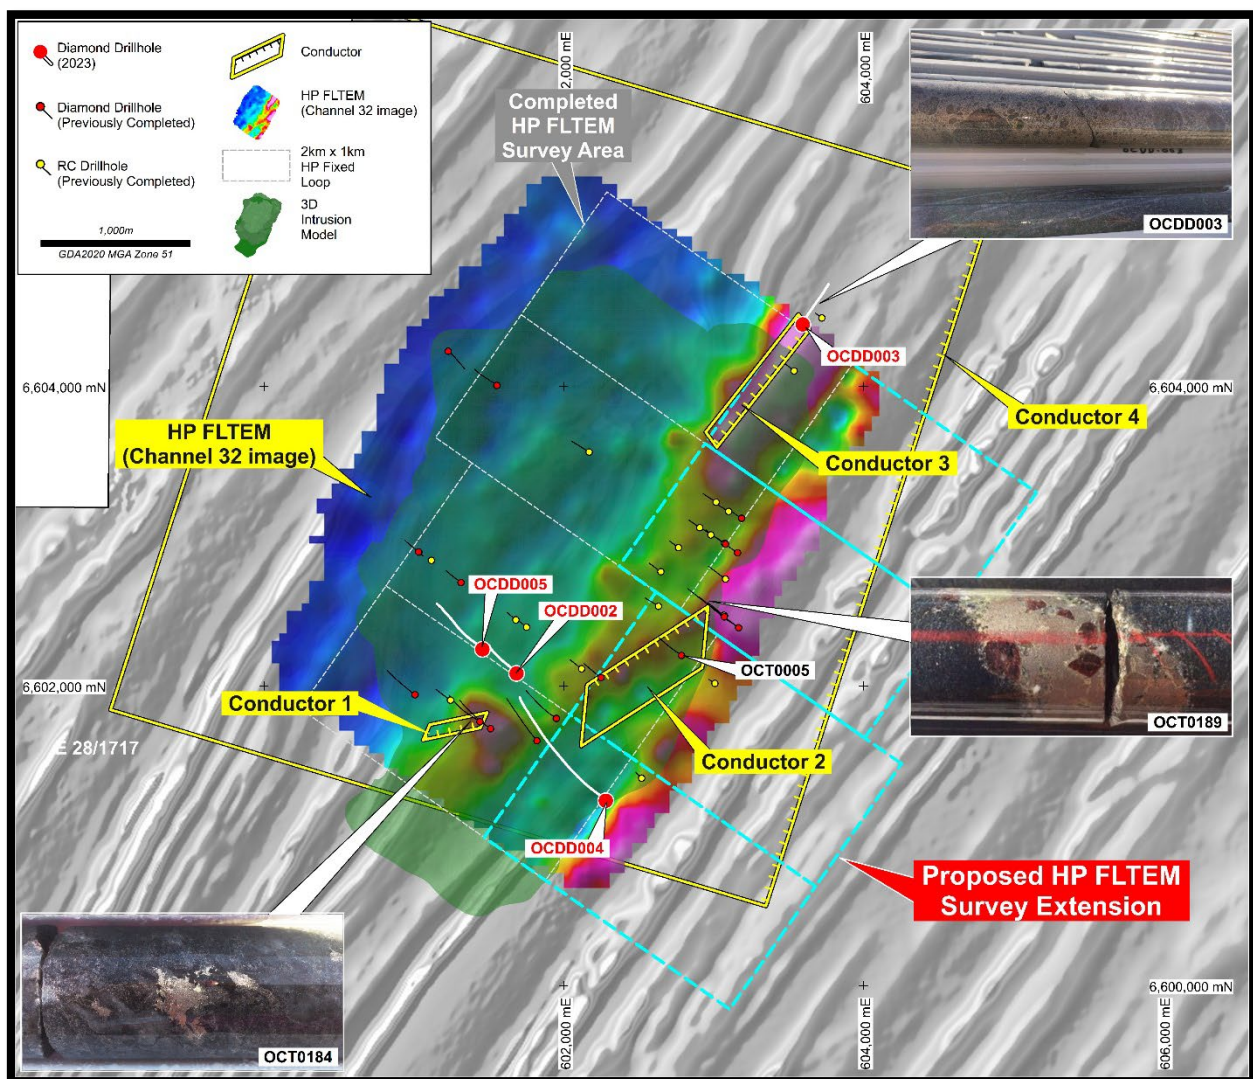 Diamond Drillhole
(2023)
Diamond Drillhole
(Previously Completed)
RC Drillhole
(Previously Completed)
1,000m
GDA2020 MGA Zone 51
Conductor
HP FLTEM
(Channel 32 image)
2km x 1km
HP Fixed
Loop
3D
Intrusion
Model
2,000 mE
604,000 mE
Completed
HP FLTEM
Survey Area
OCDD003
OCDD003
6,604,000 mN
6,604,000 mN
Conductor 4
HP FLTEM
(Channel 32 image)
Conductor 3
OCDD005
OCDD002
OCT0005
OCT0189
6,602,000 mN
6,602,000 mN
Conductor 1
E 28/1717
Conductor 2
OCDD004
Proposed HP FLTEM
Survey Extension
OCT0184
6,600,000 mN
602,000 mE
604,000 mE
606,000 mE